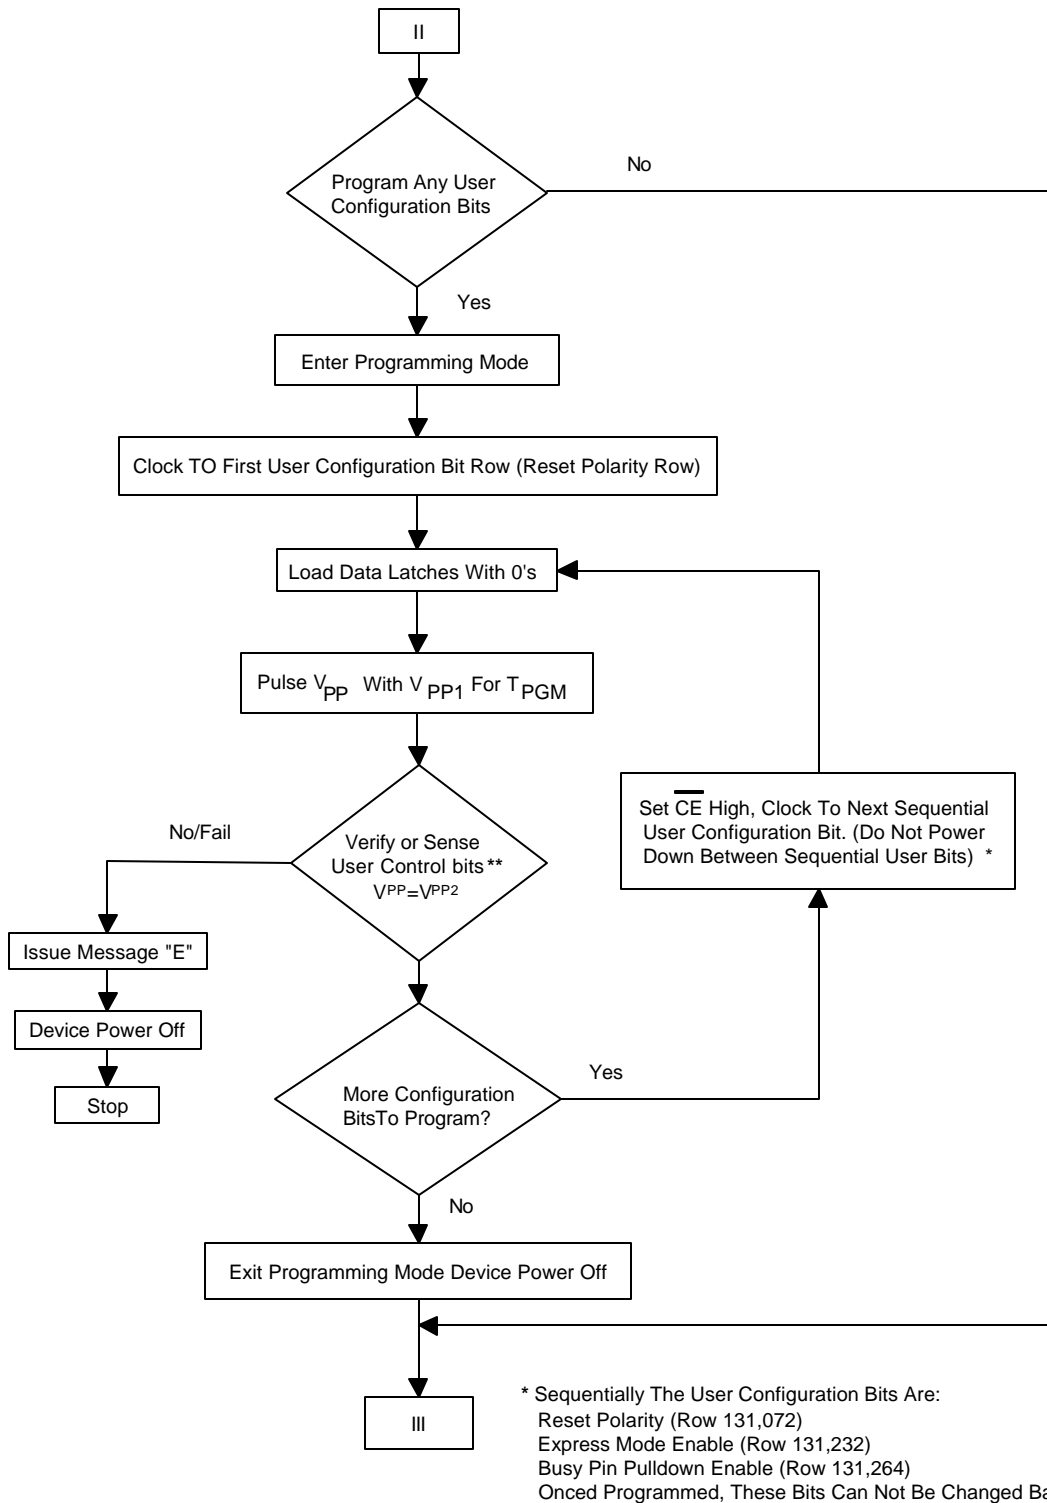 II
Program Any User
Configuration Bits
No
Yes
Enter Programming Mode
Clock TO First User Configuration Bit Row (Reset Polarity Row)
Load Data Latches With 0's
Pulse VPP With V PP1 For TPGM
Set CE High, Clock To Next Sequential
User Configuration Bit. (Do Not Power
Down Between Sequential User Bits) *
No/Fail
Verify or Sense
User Control bits**
VPP=VPP2
Issue Message "E"
Device Power Off
Stop
More Configuration
BitsTo Program?
Yes
No
Exit Programming Mode Device Power Off
III
* Sequentially The User Configuration Bits Are:
Reset Polarity (Row 131,072)
Express Mode Enable (Row 131,232)
Busy Pin Pulldown Enable (Row 131,264)
Onced Programmed, These Bits Can Not Be Changed Ba